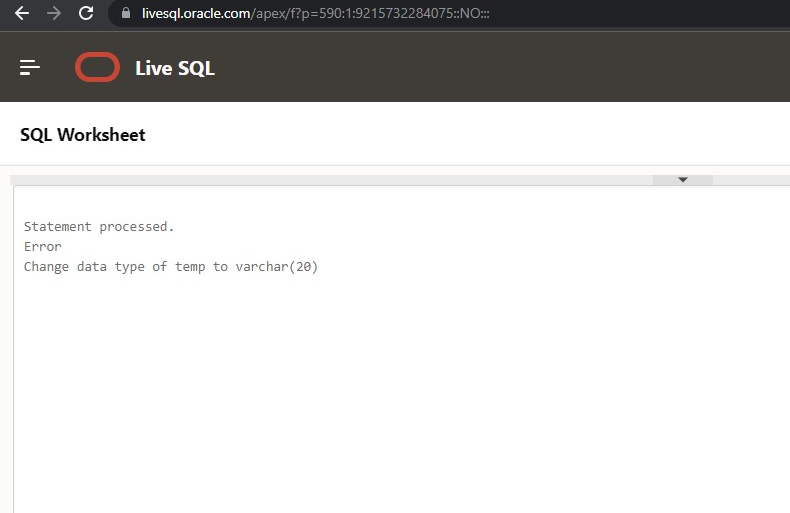 livesql.oracle.com/apex/f?p=590:1:9215732284075::NO:::
Live SQL
SQL Worksheet
Statement processed.
Error
Change data type of temp to varchar(20)